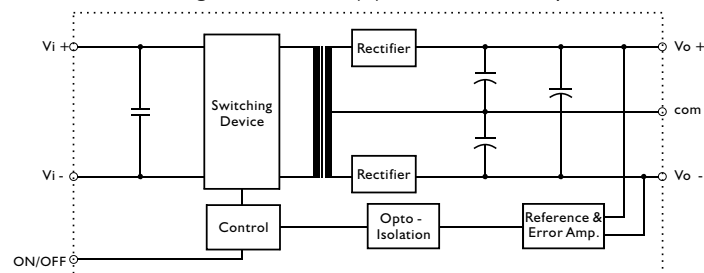 Vi +
Rectifier
Vo +
Switching
Device
com
Vi -
Rectifier
Vo -
Control
Opto -
Isolation
Reference &
Error Amp.
ON/OFF